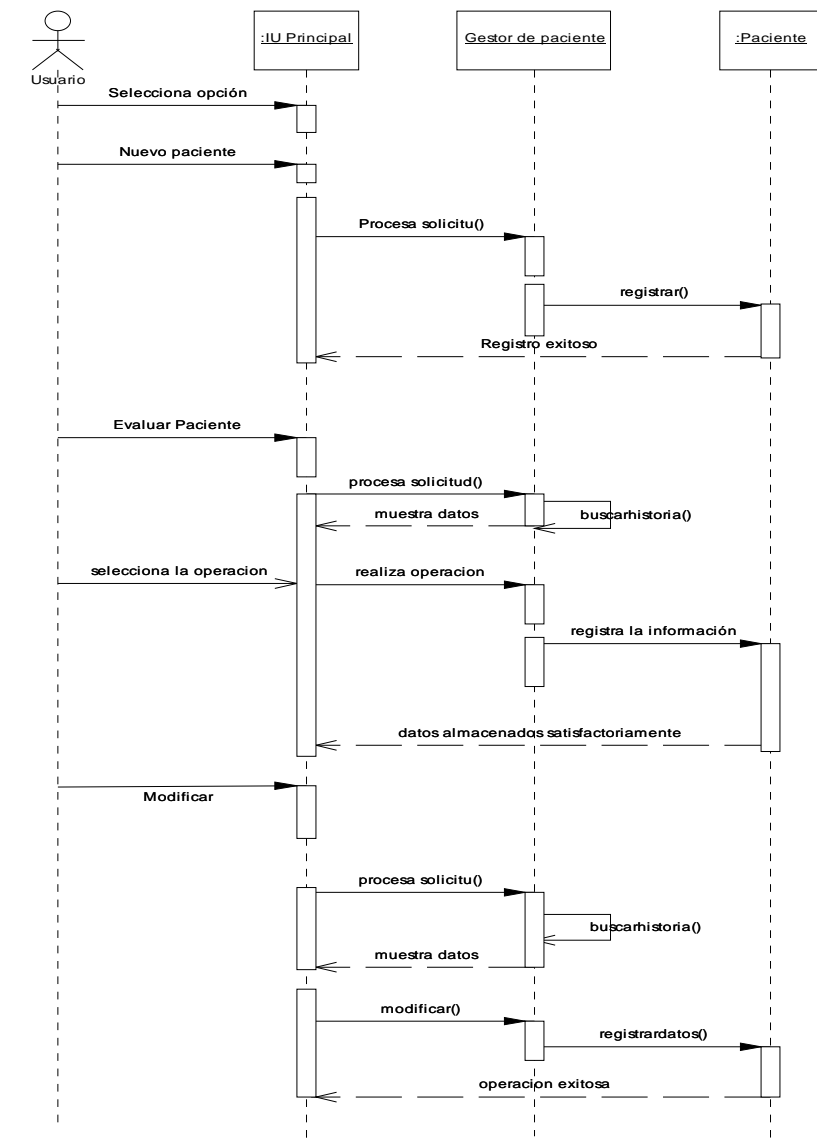 :IU Principal
Gestor de paciente
:Paciente
Usuario
Selecciona opción
Nuevo paciente
Procesa solicitu()
registrar()
Registro exitoso
Evaluar Paciente
procesa solicitud()
muestra datos
buscarhistoria()
selecciona la operacion
realiza operacion
registra la información
datos almacenados satisfactoriamente
Modificar
procesa solicitu()
buscarhistoria()
muestra datos
modificar()
registrardatos()
operacion exitosa